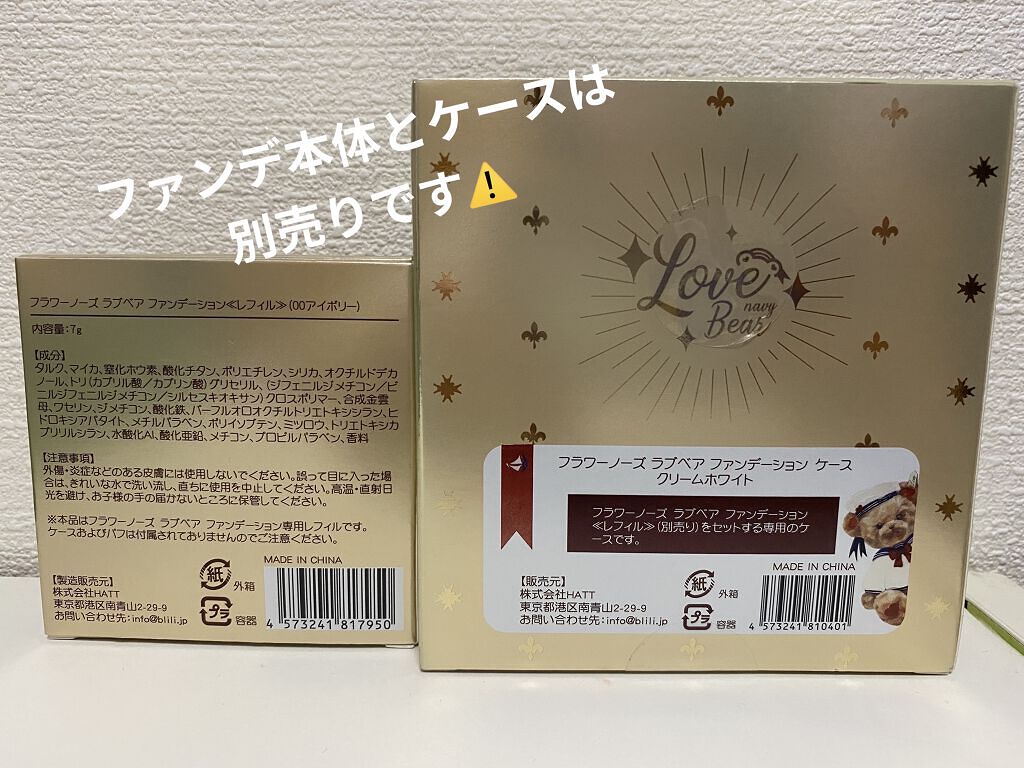 ファンデ本体とケースは
別売りです⚠️
フラワーノーズ ラブベア ファンデーション≪レフィル≫(00アイボリー)
内容量:7g
【成分】
タルク、マイカ、窒化ホウ素、酸化チタン、ポリエチレン、シリカ、オクチルドデカ
ノール、トリ(カプリル酸/カプリン酸)グリセリル、(ジフェニルジメチコン/ビ
ニルジフェニルジメチコン/シルセスキオキサン)クロスポリマー、合成金雲
母、ワセリン、ジメチコン、酸化鉄、パーフルオロオクチルトリエトキシシラン、ヒ
ドロキシアパタイト、メチルパラベン、ポリイソブテン、ミツロウ、トリエトキシカ
プリリルシラン、水酸化Al、酸化亜鉛、メチコン、プロピルパラベン、香料
【注意事項】
外傷・炎症などのある皮膚には使用しないでください。誤って目に入った場合
は、きれいな水で洗い流し、直ちに使用を中止してください。高温・直射日
光を避け、お子様の手の届かないところに保管してください。
※本品はフラワーノーズ ラブベア ファンデーション専用レフィルです。
ケースおよびパフは付属されておりませんのでご注意ください。
MADE IN CHINA
【製造販売元】
株式会社HATT
東京都港区南青山2-29-9
お問い合わせ先:info@blili.jp
紙 外箱
プラ 容器
4 573241 817950
Love
navy
Bear
フラワーノーズ ラブベア ファンデーション ケース
クリームホワイト
フラワーノーズ ラブベア ファンデーション
≪レフィル≫(別売り)をセットする専用のケ
ースです。
MADE IN CHINA
【販売元】
株式会社HATT
東京都港区南青山2-29-9
お問い合わせ先:info@blili.jp
紙 外箱
プラ 容器
4 573241 810401